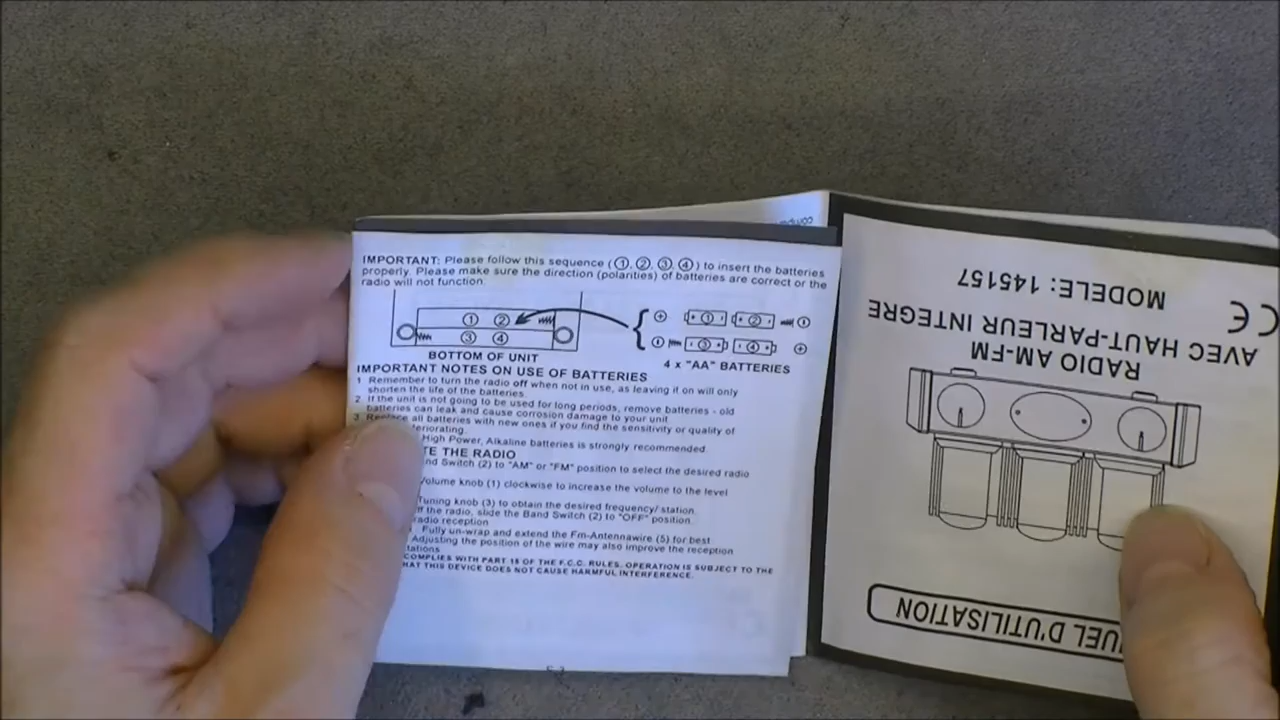 IMPORTANT: Please follow this sequence (①, ②, ③, ④) to insert the batteries
properly. Please make sure the direction (polarities) of batteries are correct or the
radio will not function.
① ②
③ ④
+ ① ② -
- ③ ④ +
BOTTOM OF UNIT
4 x "AA" BATTERIES
IMPORTANT NOTES ON USE OF BATTERIES
1 Remember to turn the radio off when not in use, as leaving it on will only
shorten the life of the batteries.
2 If the unit is not going to be used for long periods, remove batteries - old
batteries can leak and cause corrosion damage to your unit
3 Replace all batteries with new ones if you find the sensitivity or quality of
teriorating.
High Power, Alkaline batteries is strongly recommended.
TE THE RADIO
nd Switch (2) to "AM" or "FM" position to select the desired radio
Volume knob (1) clockwise to increase the volume to the level
Tuning knob (3) to obtain the desired frequency/ station.
ff the radio, slide the Band Switch (2) to "OFF" position.
radio reception
Fully un-wrap and extend the Fm-Antennawire (5) for best
Adjusting the position of the wire may also improve the reception
tations
COMPLIES WITH PART 15 OF THE F.C.C. RULES. OPERATION IS SUBJECT TO THE
HAT THIS DEVICE DOES NOT CAUSE HARMFUL INTERFERENCE.
UEL D'UTILISATION
RADIO AM-FM
AVEC HAUT-PARLEUR INTEGRE
MODELE: 145157
CE